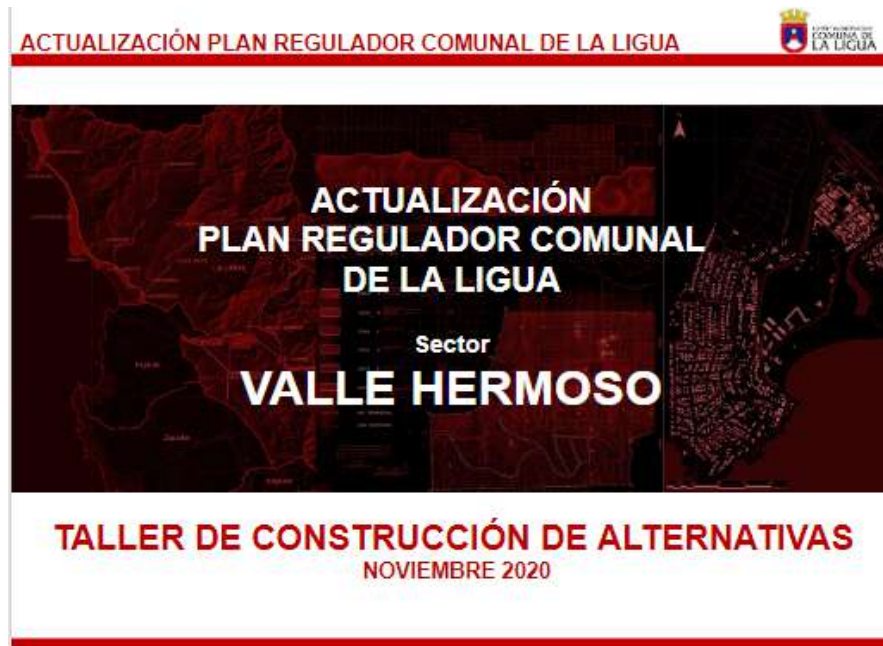 ACTUALIZACIÓN PLAN REGULADOR COMUNAL DE LA LIGUA
COMUNA DE
LA LIGUA
ACTUALIZACIÓN
PLAN REGULADOR COMUNAL
DE LA LIGUA
Sector
VALLE HERMOSO
TALLER DE CONSTRUCCIÓN DE ALTERNATIVAS
NOVIEMBRE 2020